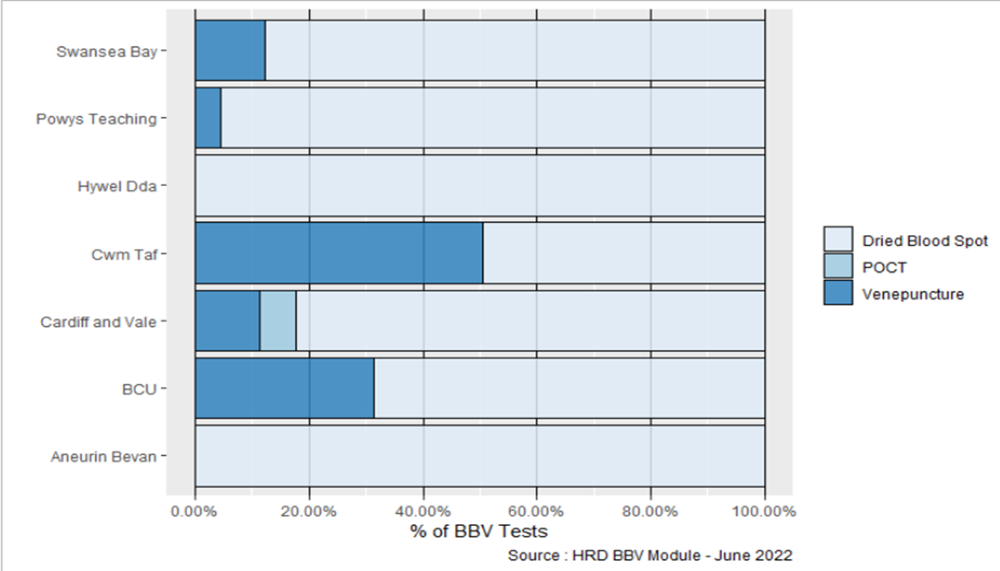 Swansea Bay
Powys Teaching
Hywel Dda
Cwm Taf
Cardiff and Vale
BCU
Aneurin Bevan
Dried Blood Spot
POCT
Venepuncture
0.00% 20.00% 40.00% 60.00% 80.00% 100.00%
% of BBV Tests
Source : HRD BBV Module - June 2022